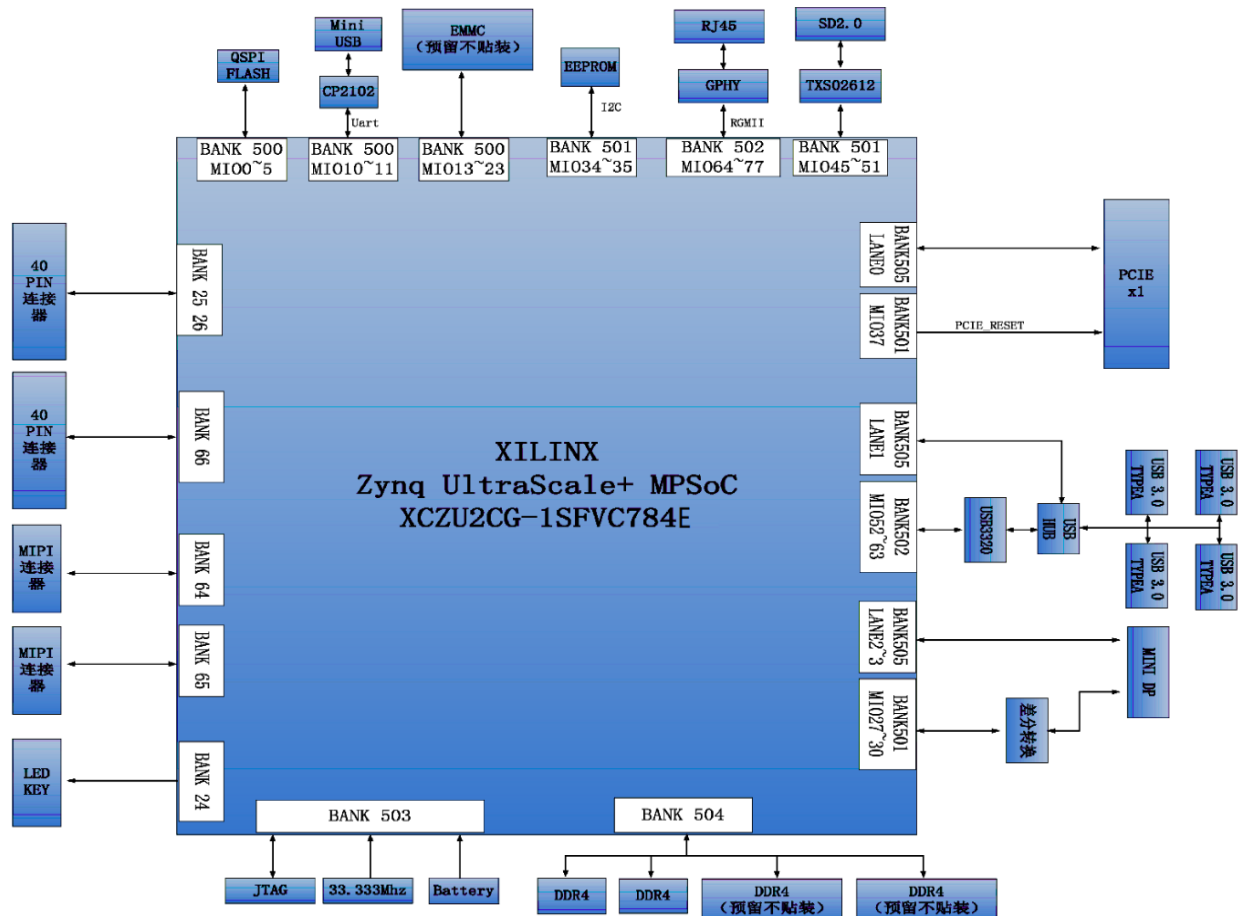 Mini
USB
EMMC
(预留不贴装)
RJ45
SD2.0
QSPI
FLASH
CP2102
EEPROM
GPHY
TXS02612
Uart
I2C
RGMII
BANK 500
MIO0~5
BANK 500
MIO10~11
BANK 500
MIO13~23
BANK 501
MIO34~35
BANK 502
MIO64~77
BANK 501
MIO45~51
40
PIN
连接
器
BANK 25 26
40
PIN
连接
器
BANK 66
MIPI
连接
器
BANK 64
MIPI
连接
器
BANK 65
LED
KEY
BANK 24
XILINX
Zynq UltraScale+ MPSoC
XCZU2CG-1SFVC784E
BANK505
LANE0
PCIE
x1
BANK501
MIO37
PCIE_RESET
BANK505
LANE1
BANK502
MIO52~63
USB3320
USB
HUB
USB 3.0
TYPEA
USB 3.0
TYPEA
USB 3.0
TYPEA
USB 3.0
TYPEA
BANK505
LANE2~3
MINI DP
BANK501
MIO27~30
差分转换
BANK 503
BANK 504
JTAG
33.333Mhz
Battery
DDR4
DDR4
DDR4
(预留不贴装)
DDR4
(预留不贴装)